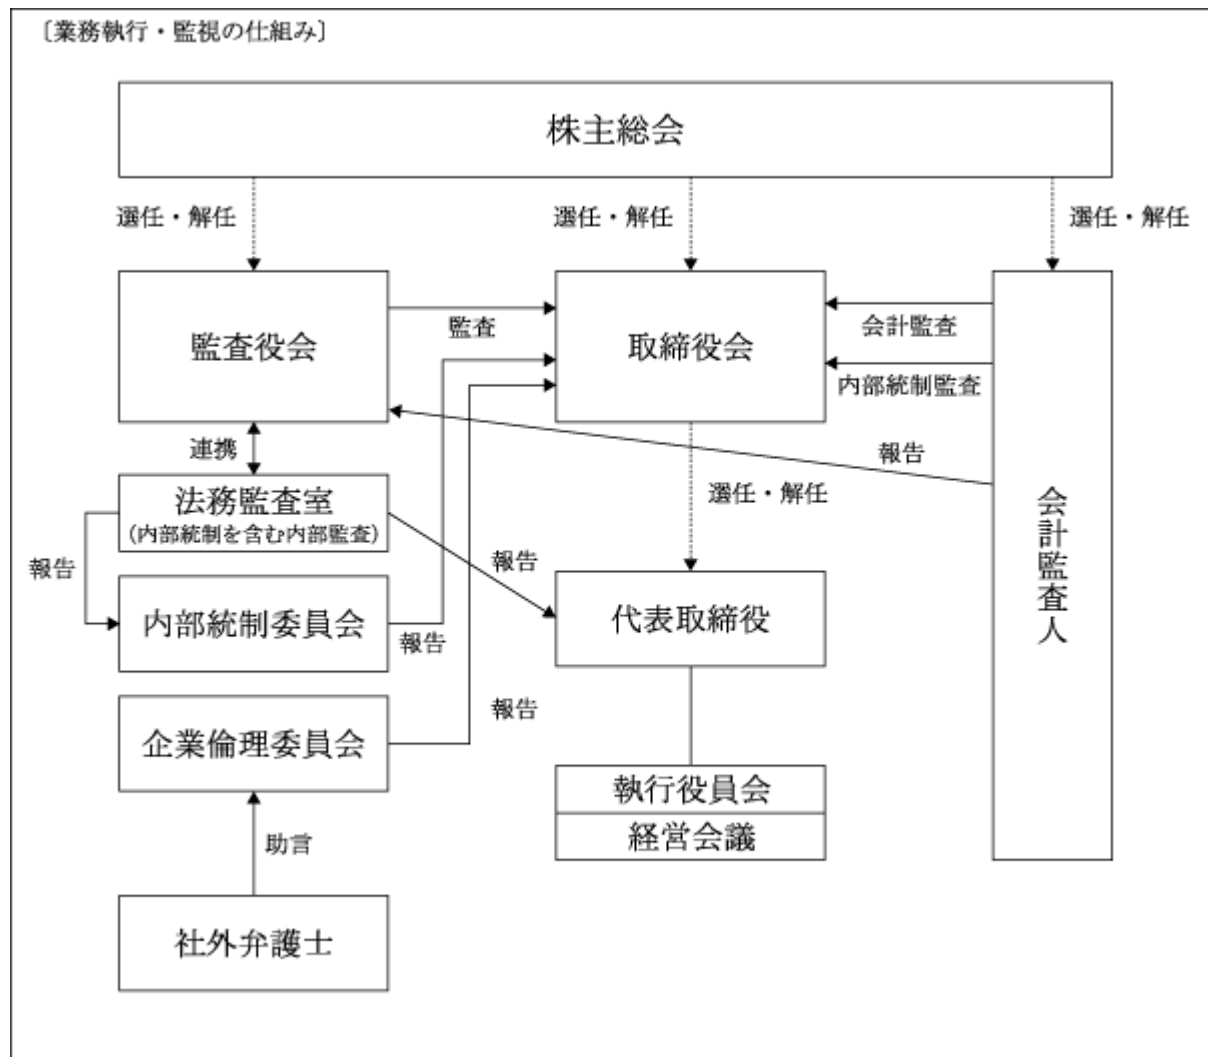 〔業務執行・監視の仕組み〕
株主総会
選任・解任
選任・解任
選任・解任
監査役会
監査
取締役会
会計監査
内部統制監査
連携
報告
法務監査室
(内部統制を含む内部監査)
選任・解任
会計監査人
報告
報告
内部統制委員会
報告
代表取締役
企業倫理委員会
報告
執行役員会
経営会議
助言
社外弁護士